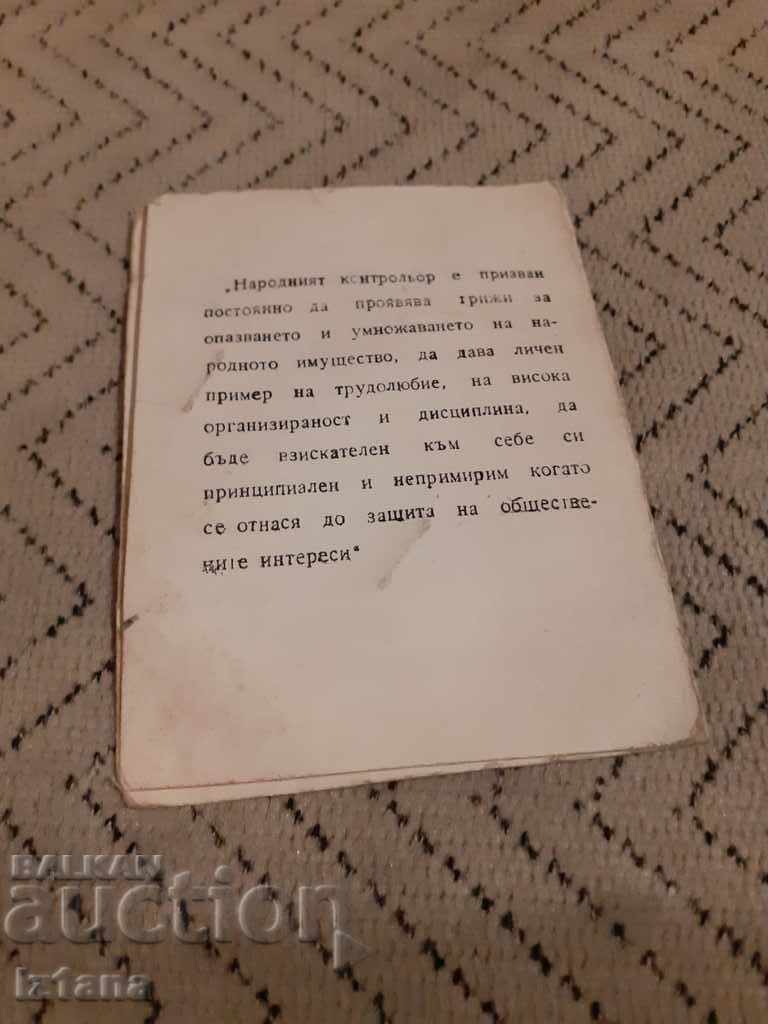 „Народният контрольор е призван
постоянно да проявява грижи за
опазването и умножаването на на-
родното имущество, да дава личен
пример на трудолюбие, на висока
организираност и дисциплина, да
бъде взискателен към себе си
принципиален и непримирим когато
се отнася до защита на обществе-
ните интереси“
BALKAN
auction
Iz1ana